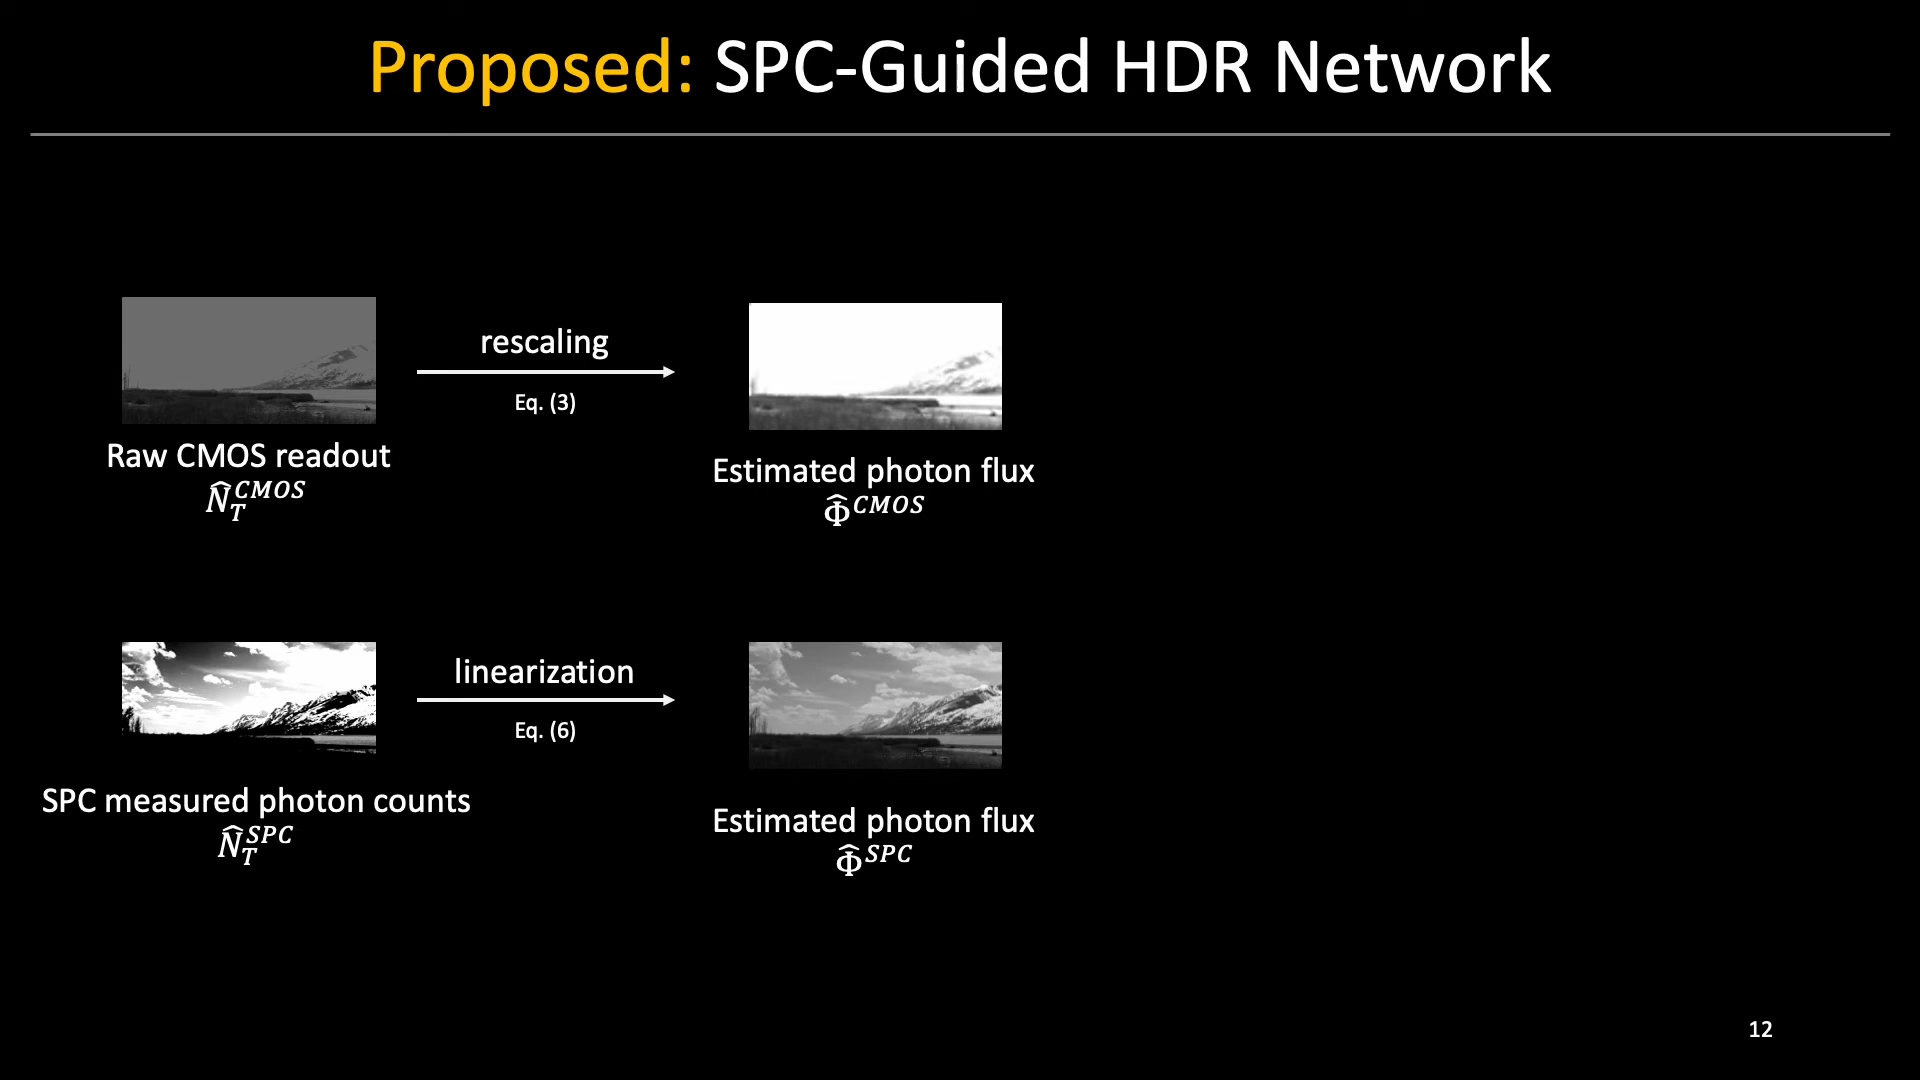 Proposed: SPC-Guided HDR Network
rescaling
Eq. (3)
Raw CMOS readout
N̂_T^CMOS
Estimated photon flux
Φ̂^CMOS
linearization
Eq. (6)
SPC measured photon counts
N̂_T^SPC
Estimated photon flux
Φ̂^SPC
12